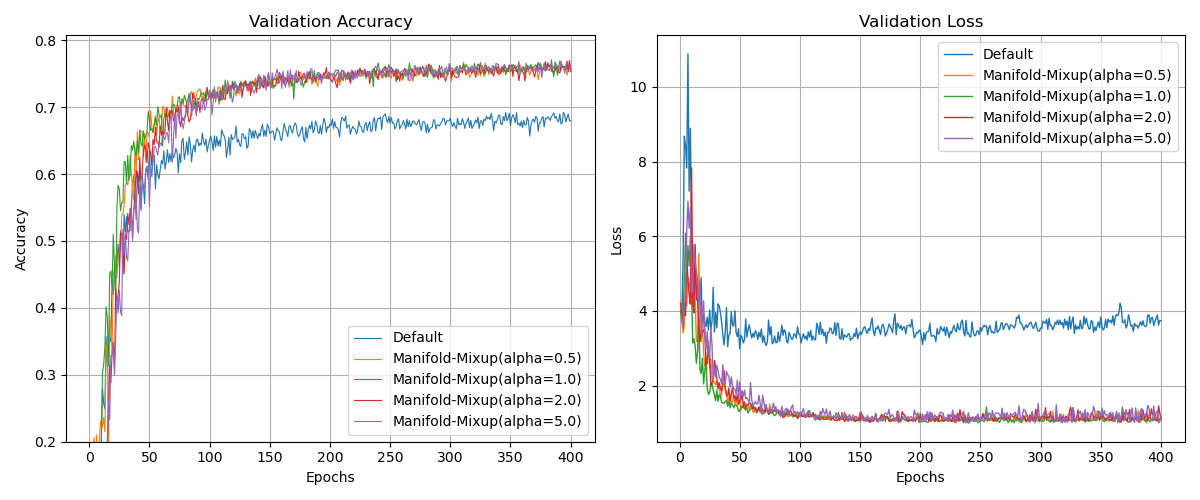 Validation Accuracy
Accuracy
0.8
0.7
0.6
0.5
0.4
0.3
0.2
Default
Manifold-Mixup(alpha=0.5)
Manifold-Mixup(alpha=1.0)
Manifold-Mixup(alpha=2.0)
Manifold-Mixup(alpha=5.0)
0 50 100 150 200 250 300 350 400
Epochs
Validation Loss
Loss
10
8
6
4
2
Default
Manifold-Mixup(alpha=0.5)
Manifold-Mixup(alpha=1.0)
Manifold-Mixup(alpha=2.0)
Manifold-Mixup(alpha=5.0)
0 50 100 150 200 250 300 350 400
Epochs